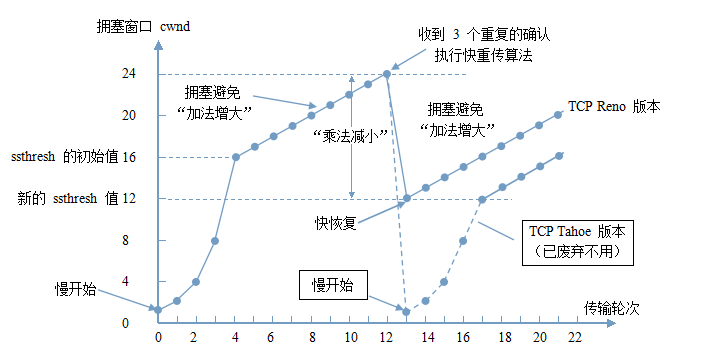 拥塞窗口 cwnd
收到 3 个重复的确认
执行快重传算法
24
拥塞避免
“加法增大”
拥塞避免
“加法增大”
TCP Reno 版本
20
“乘法减小”
ssthresh 的初始值 16
新的 ssthresh 值 12
快恢复
TCP Tahoe 版本
（已废弃不用）
8
慢开始
4
慢开始
传输轮次
0
0 2 4 6 8 10 12 14 16 18 20 22